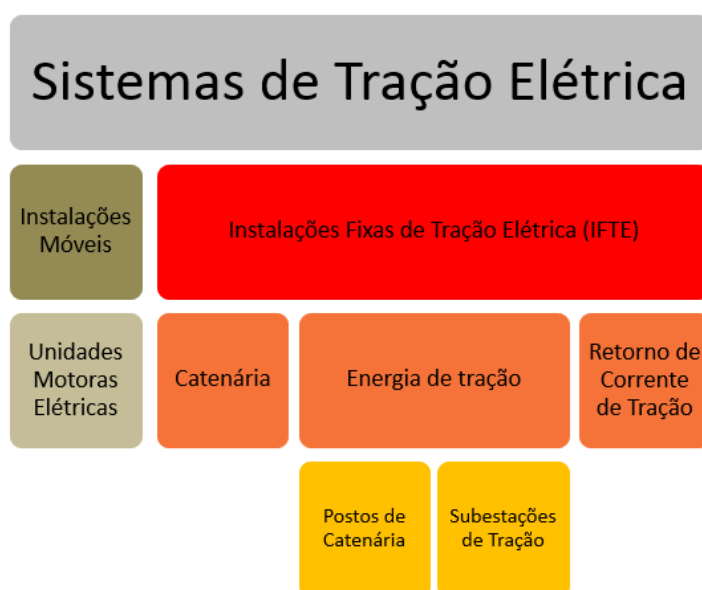 Sistemas de Tração Elétrica
Instalações
Móveis
Instalações Fixas de Tração Elétrica (IFTE)
Unidades
Motoras
Elétricas
Catenária
Energia de tração
Retorno de
Corrente
de Tração
Postos de
Catenária
Subestações
de Tração